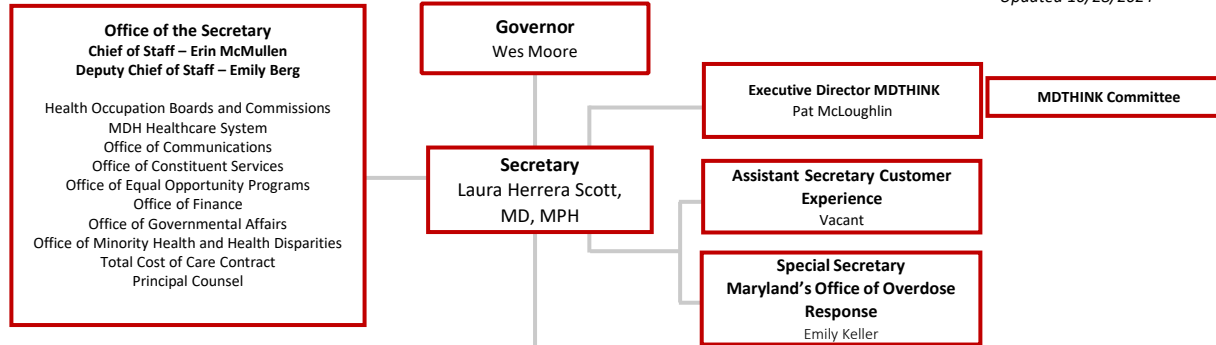 Updated 10/23/2024
Office of the Secretary
Chief of Staff – Erin McMullen
Deputy Chief of Staff – Emily Berg
Health Occupation Boards and Commissions
MDH Healthcare System
Office of Communications
Office of Constituent Services
Office of Equal Opportunity Programs
Office of Finance
Office of Governmental Affairs
Office of Minority Health and Health Disparities
Total Cost of Care Contract
Principal Counsel
Governor
Wes Moore
Secretary
Laura Herrera Scott,
MD, MPH
Executive Director MDTHINK
Pat McLoughlin
MDTHINK Committee
Assistant Secretary Customer
Experience
Vacant
Special Secretary
Maryland’s Office of Overdose
Response
Emily Keller